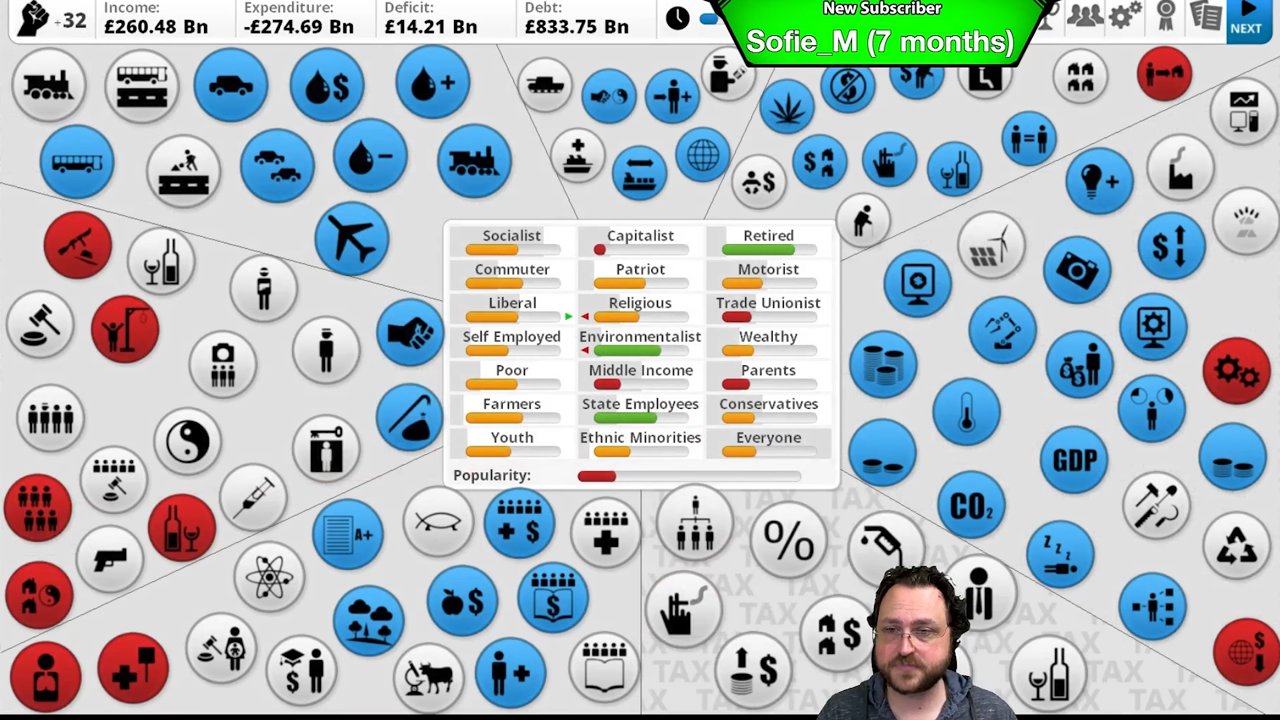 +32
Income:
£260.48 Bn
Expenditure:
-£274.69 Bn
Deficit:
£14.21 Bn
Debt:
£833.75 Bn
New Subscriber
Sofie_M (7 months)
NEXT
Socialist
Capitalist
Retired
Commuter
Patriot
Motorist
Liberal
Religious
Trade Unionist
Self Employed
Environmentalist
Wealthy
Poor
Middle Income
Parents
Farmers
State Employees
Conservatives
Youth
Ethnic Minorities
Everyone
Popularity:
GDP
CO₂
A+
Z Z Z
TAX TAX TAX